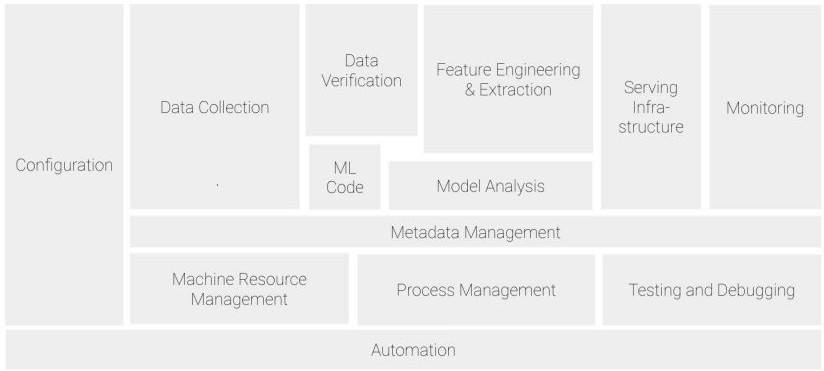 Configuration
Data Collection
.
Data
Verification
Feature Engineering
& Extraction
ML
Code
Model Analysis
Serving
Infra-
structure
Monitoring
Metadata Management
Machine Resource
Management
Process Management
Testing and Debugging
Automation